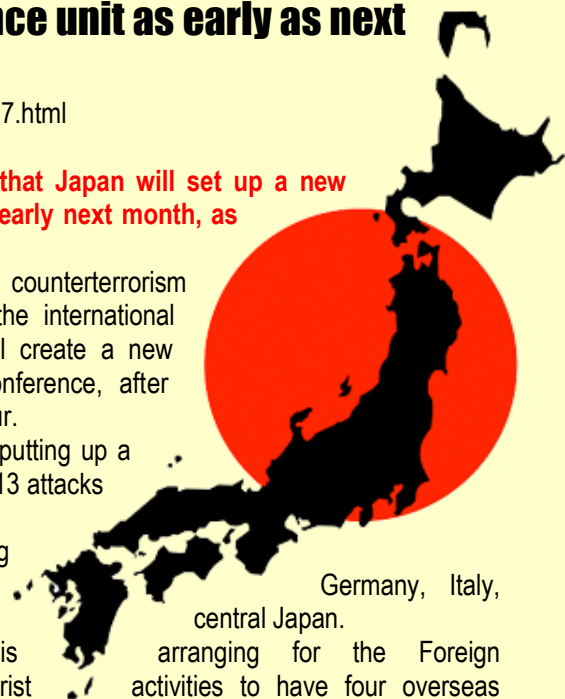 nce unit as early as next
7.html
that Japan will set up a new
early next month, as
counterterrorism
the international
l create a new
onference, after
ur.
putting up a
13 attacks
g
Germany, Italy,
central Japan.
is arranging for the Foreign
rist activities to have four overseas